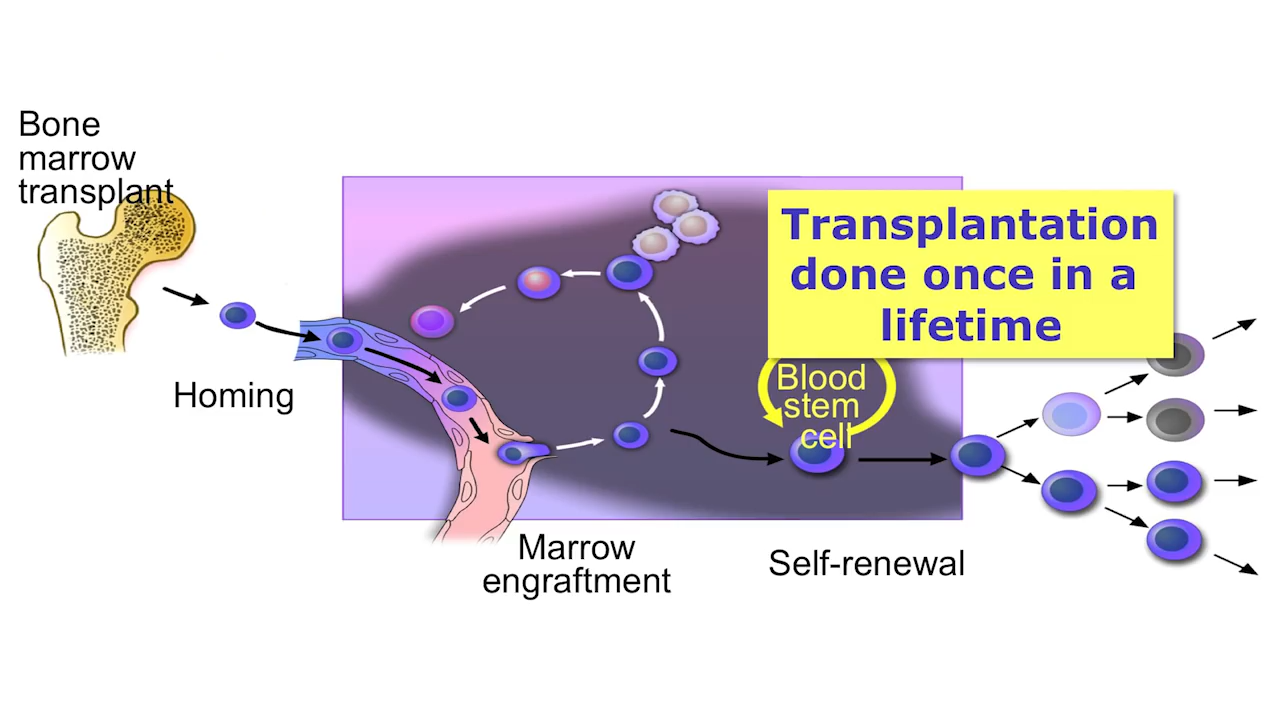 Bone
marrow
transplant
Homing
Transplantation
done once in a
lifetime
Blood
stem
cell
Marrow
engraftment
Self-renewal